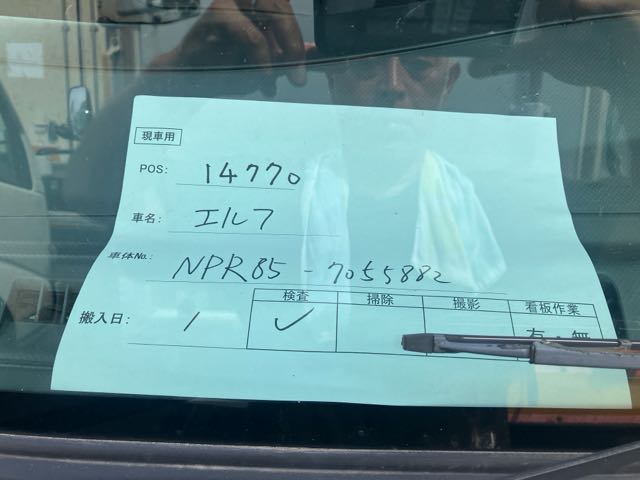 現車用
POS: 14770
車名: エルフ
車体No.: NPR85-7055882
検査 掃除 撮影 看板作業
搬入日: / ✓ 有・無